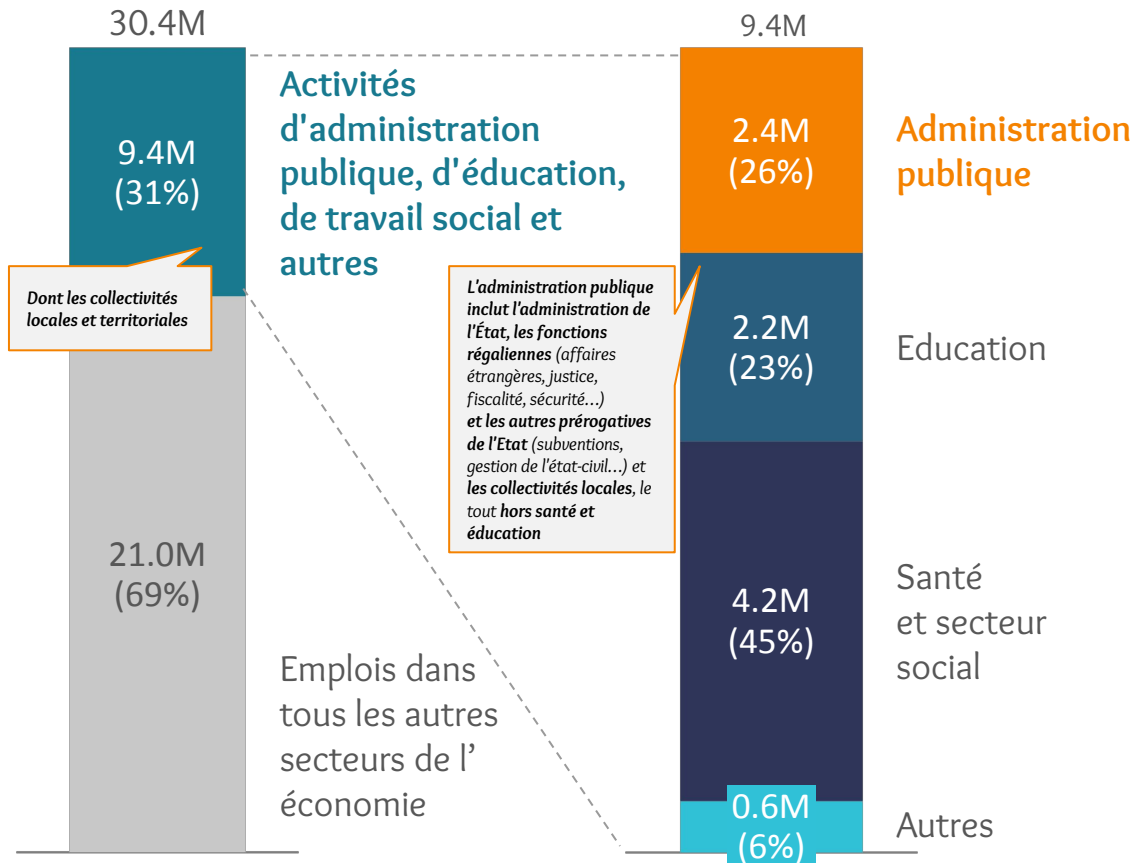 30.4M
9.4M
(31%)
Activités
d'administration
publique, d'éducation,
de travail social et
autres
Dont les collectivités
locales et territoriales
21.0M
(69%)
Emplois dans
tous les autres
secteurs de l’
économie
9.4M
2.4M
(26%)
Administration
publique
L'administration publique
inclut l'administration de
l'État, les fonctions
régaliennes (affaires
étrangères, justice,
fiscalité, sécurité…)
et les autres prérogatives
de l'Etat (subventions,
gestion de l'état-civil…) et
les collectivités locales, le
tout hors santé et
éducation
2.2M
(23%)
Education
4.2M
(45%)
Santé
et secteur
social
0.6M
(6%)
Autres